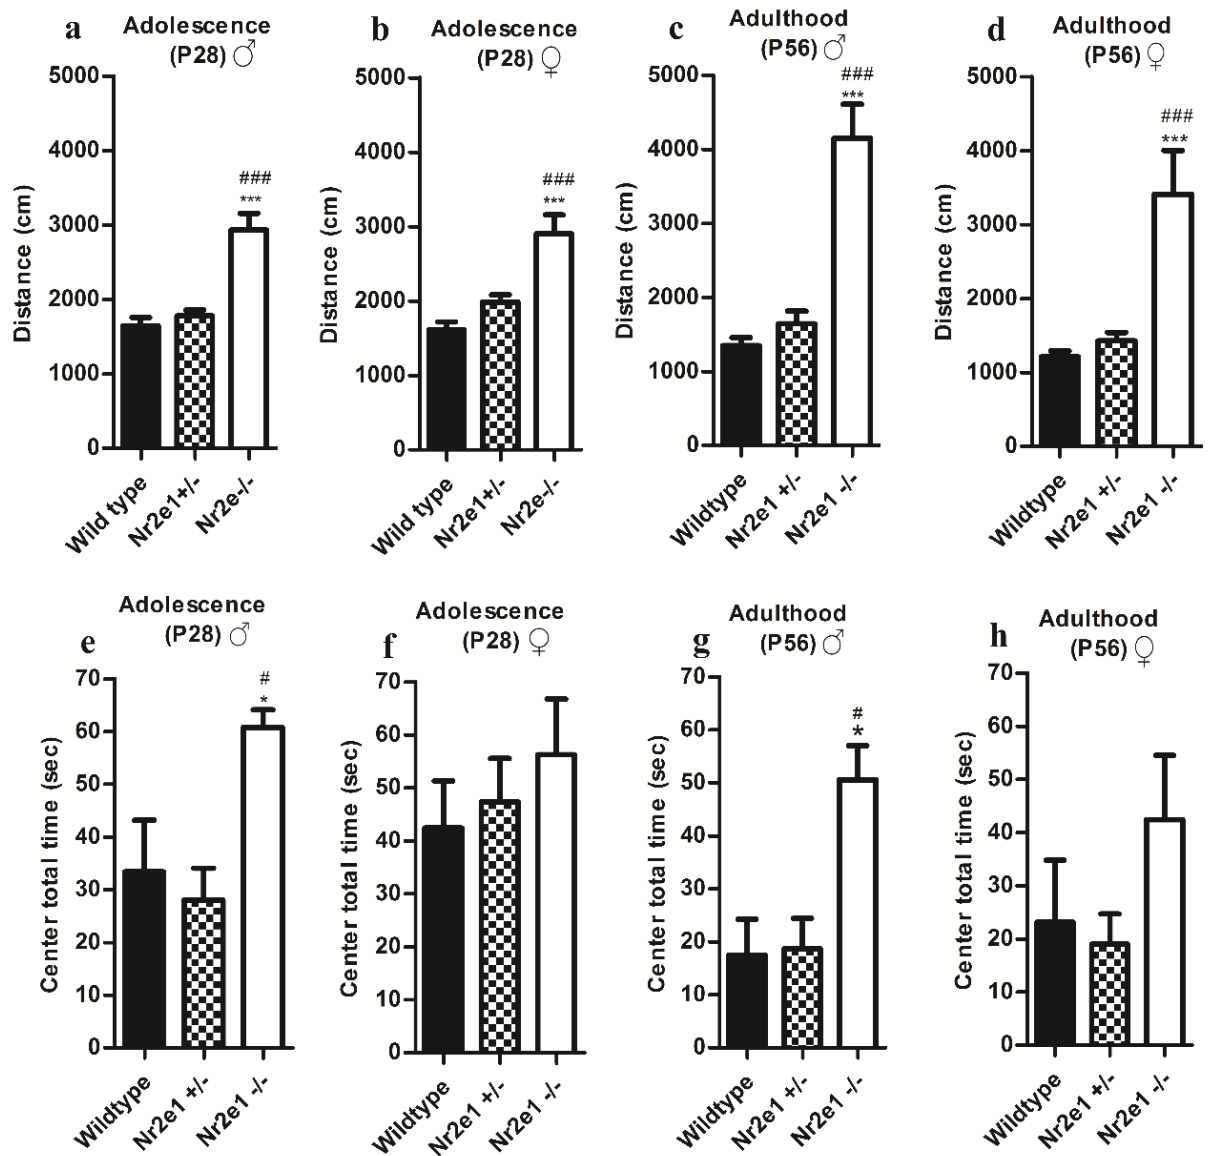 a Adolescence (P28) ♂
5000
4000
3000
2000
1000
0
Distance (cm)
###
***
Wild type
Nr2e1+/-
Nr2e-/-
b Adolescence (P28) ♀
5000
4000
3000
2000
1000
0
Distance (cm)
###
***
Wild type
Nr2e1+/-
Nr2e-/-
c Adulthood (P56) ♂
5000
4000
3000
2000
1000
0
Distance (cm)
###
***
Wildtype
Nr2e1 +/-
Nr2e1 -/-
d Adulthood (P56) ♀
5000
4000
3000
2000
1000
0
Distance (cm)
###
***
Wildtype
Nr2e1 +/-
Nr2e1 -/-
e Adolescence (P28) ♂
70
60
50
40
30
20
10
0
Center total time (sec)
#
*
Wildtype
Nr2e1 +/-
Nr2e1 -/-
f Adolescence (P28) ♀
70
60
50
40
30
20
10
0
Center total time (sec)
Wildtype
Nr2e1 +/-
Nr2e1 -/-
g Adulthood (P56) ♂
70
60
50
40
30
20
10
0
Center total time (sec)
#
*
Wildtype
Nr2e1 +/-
Nr2e1 -/-
h Adulthood (P56) ♀
70
60
50
40
30
20
10
0
Center total time (sec)
Wildtype
Nr2e1 +/-
Nr2e1 -/-